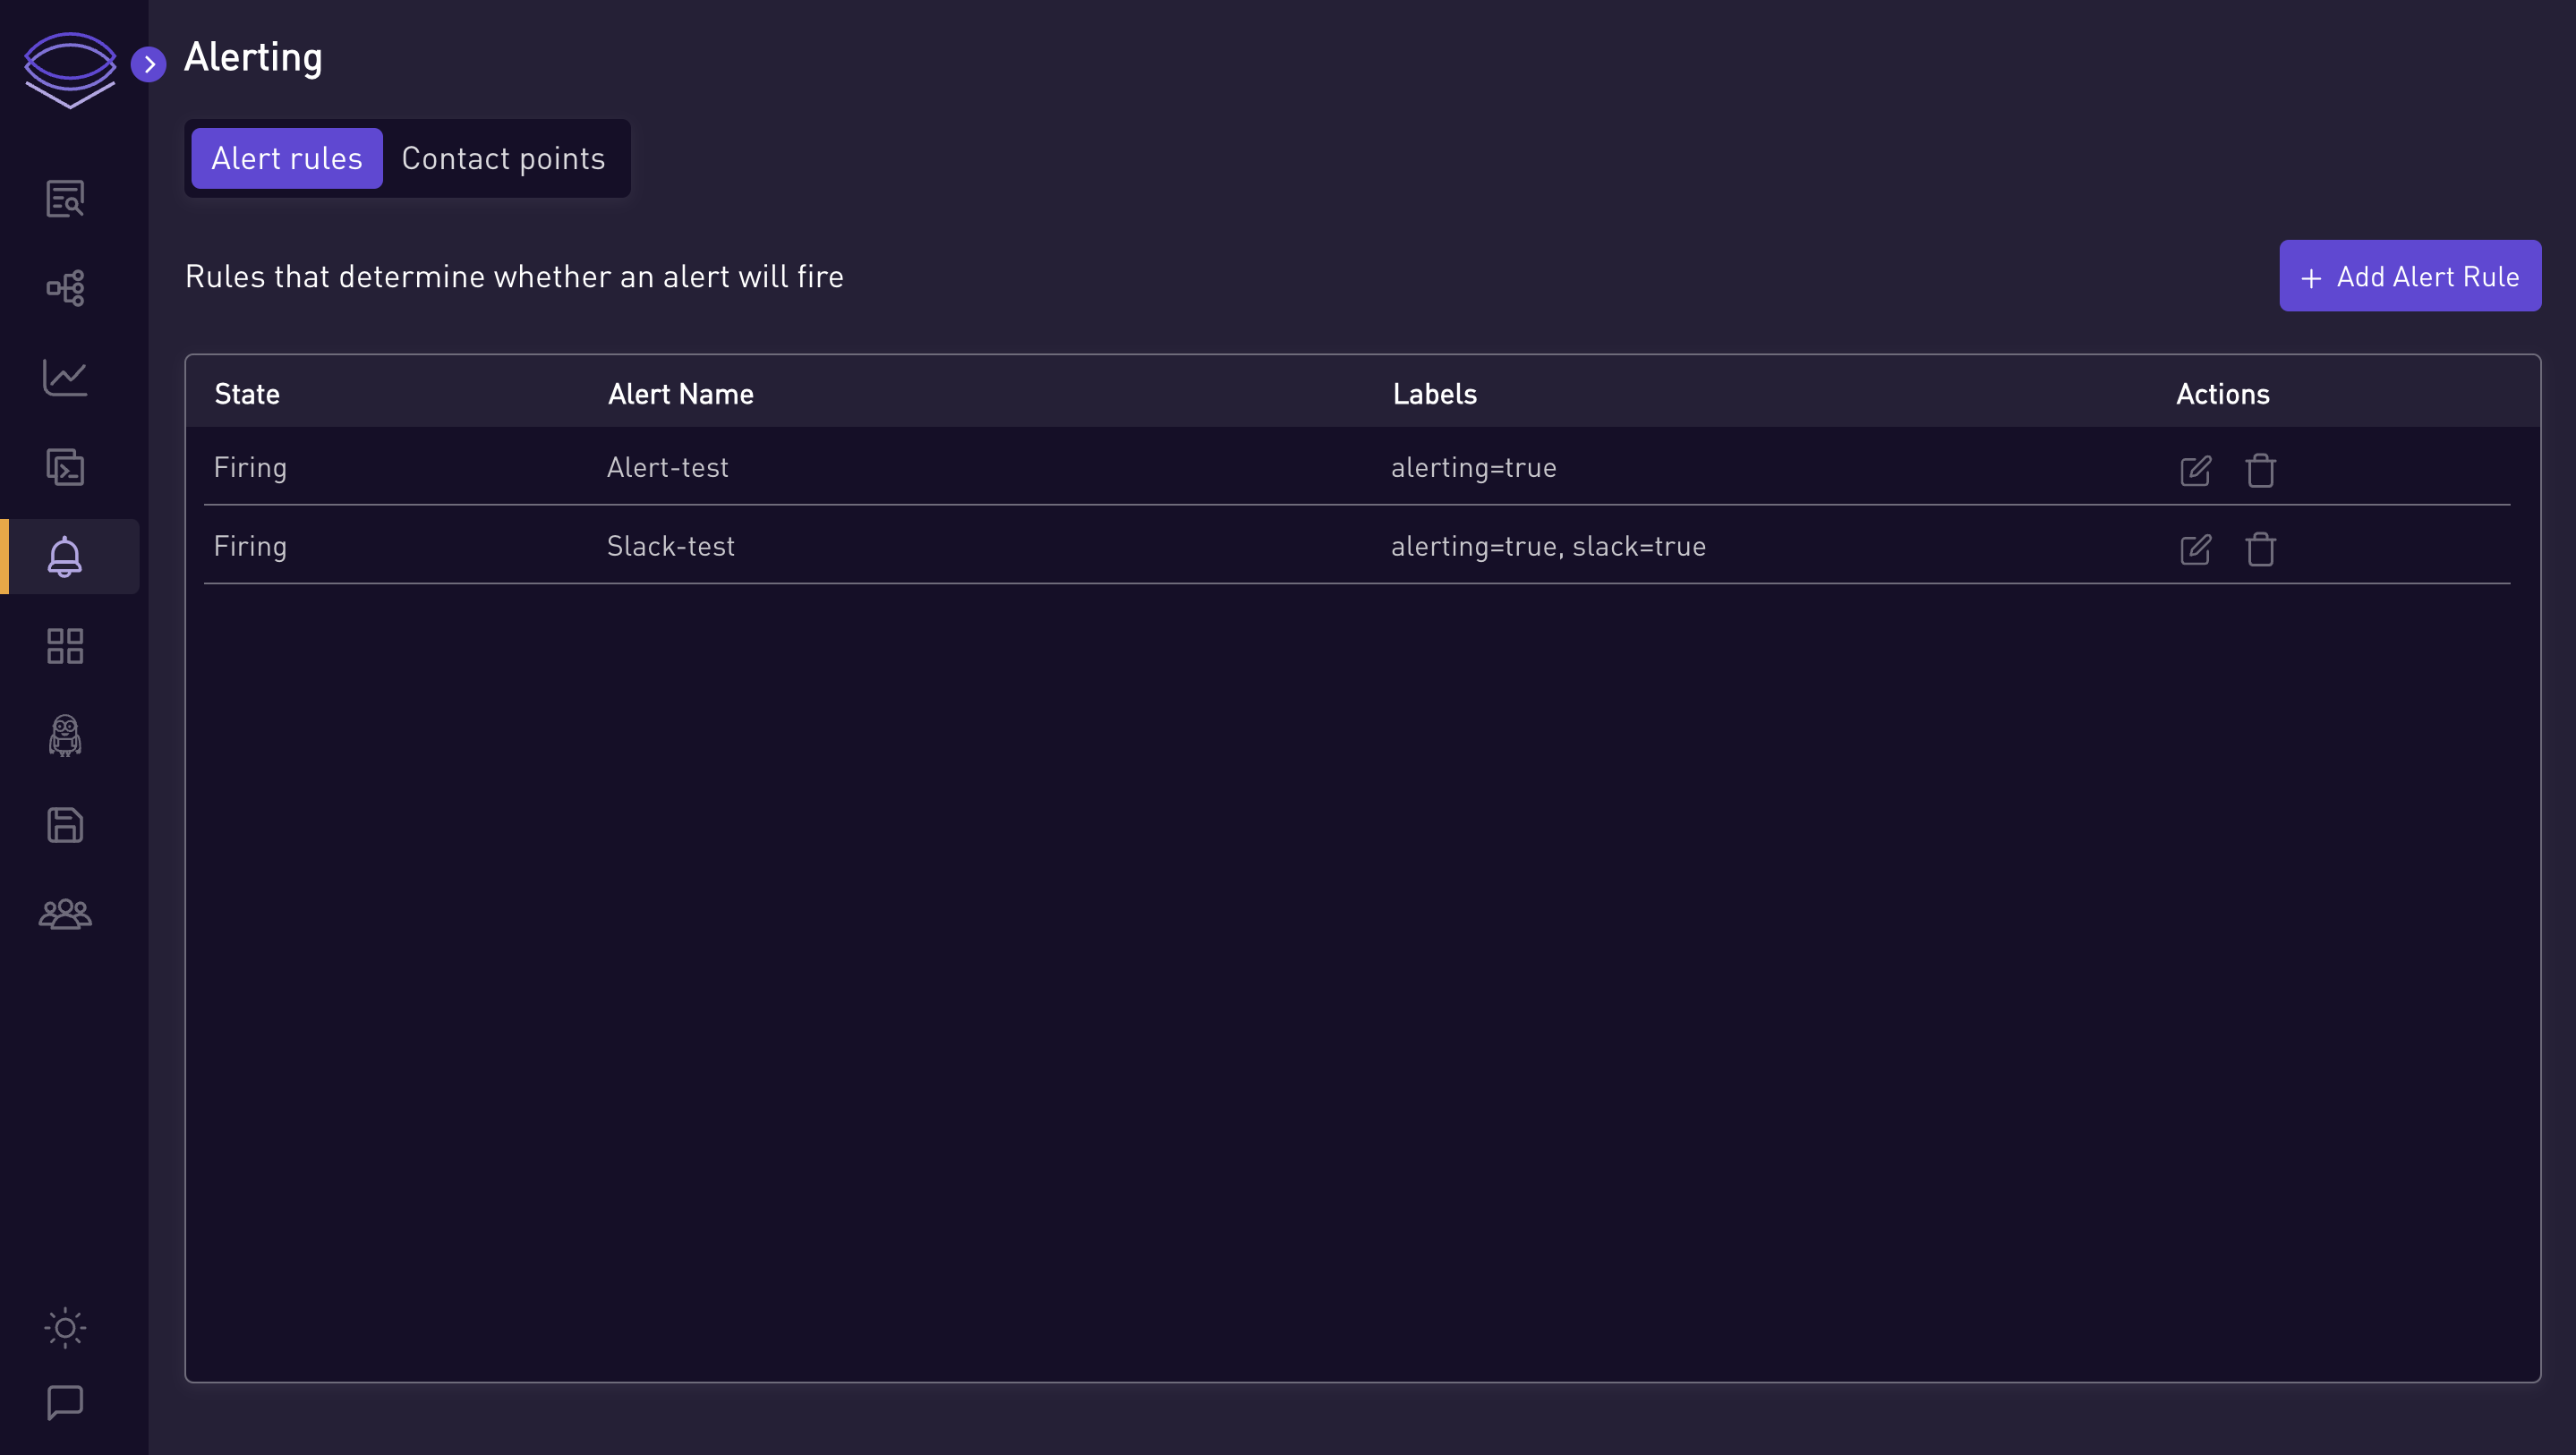 Alerting
Alert rules Contact points
Rules that determine whether an alert will fire
+ Add Alert Rule
State Alert Name Labels Actions
Firing Alert-test alerting=true
Firing Slack-test alerting=true, slack=true